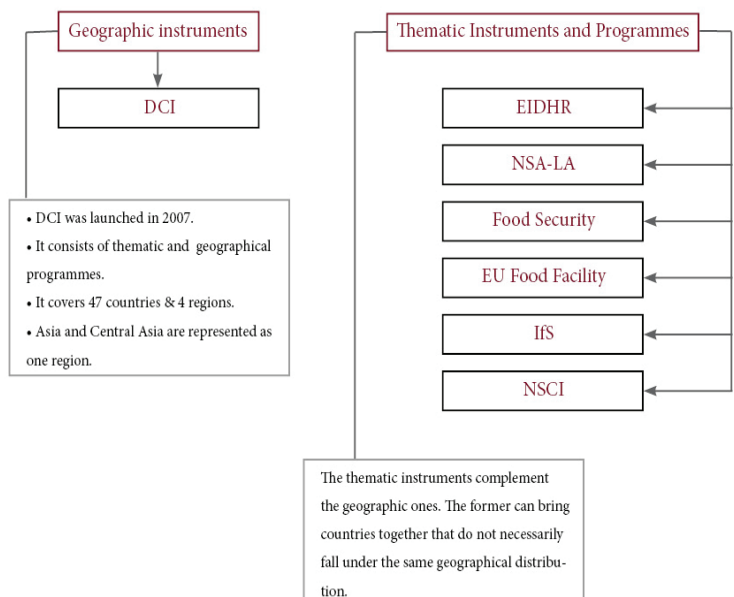 Geographic instruments
DCI
• DCI was launched in 2007.
• It consists of thematic and geographical
programmes.
• It covers 47 countries & 4 regions.
• Asia and Central Asia are represented as
one region.
Thematic Instruments and Programmes
EIDHR
NSA-LA
Food Security
EU Food Facility
IfS
NSCI
The thematic instruments complement
the geographic ones. The former can bring
countries together that do not necessarily
fall under the same geographical distribu-
tion.